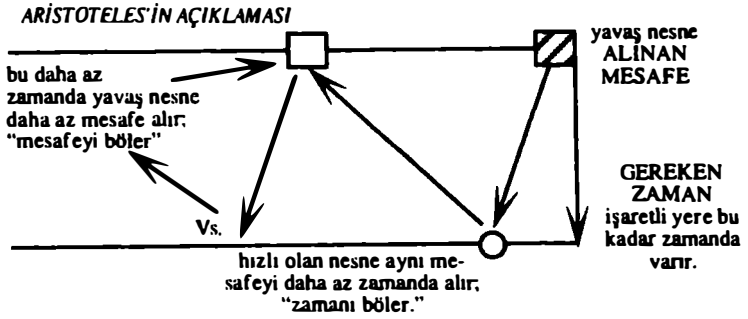 ARİSTOTELES'İN AÇIKLAMASI
yavaş nesne
ALINAN
MESAFE
bu daha az
zamanda yavaş nesne
daha az mesafe alır;
“mesafeyi böler”
GEREKEN
ZAMAN
işaretli yere bu
kadar zamanda
varır.
Vs.
hızlı olan nesne aynı me-
safeyi daha az zamanda alır;
“zamanı böler.”